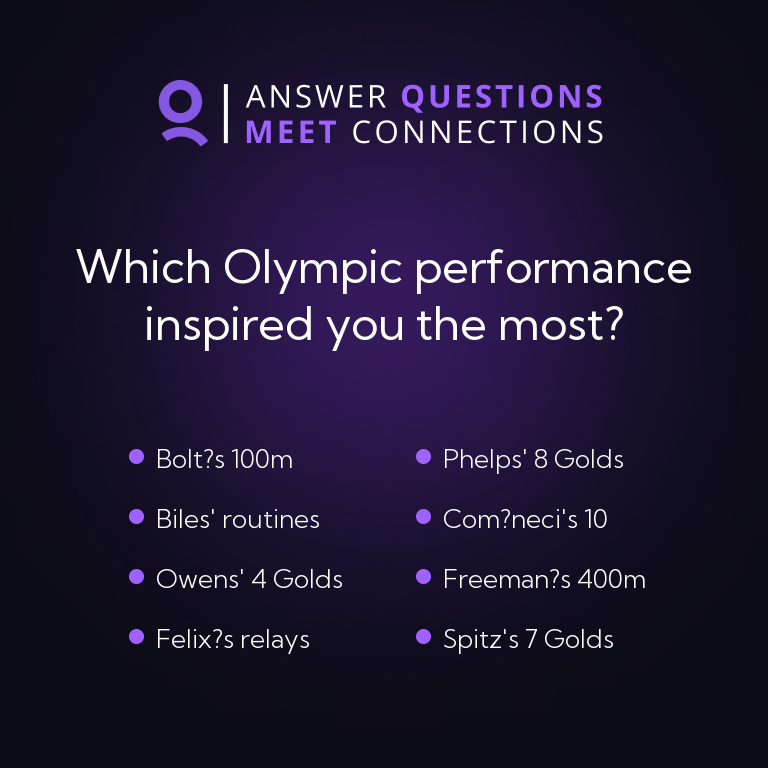 ANSWER QUESTIONS
MEET CONNECTIONS
Which Olympic performance
inspired you the most?
Bolt?s 100m
Phelps' 8 Golds
Biles' routines
Com?neci's 10
Owens' 4 Golds
Freeman?s 400m
Felix?s relays
Spitz's 7 Golds